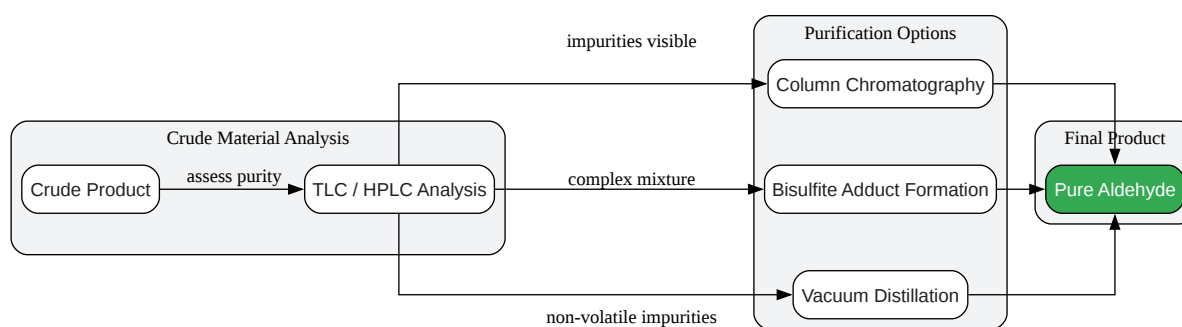 impurities visible
Purification Options
Column Chromatography
Crude Material Analysis
Final Product
Crude Product
assess purity
TLC / HPLC Analysis
complex mixture
Bisulfite Adduct Formation
Pure Aldehyde
Vacuum Distillation
non-volatile impurities